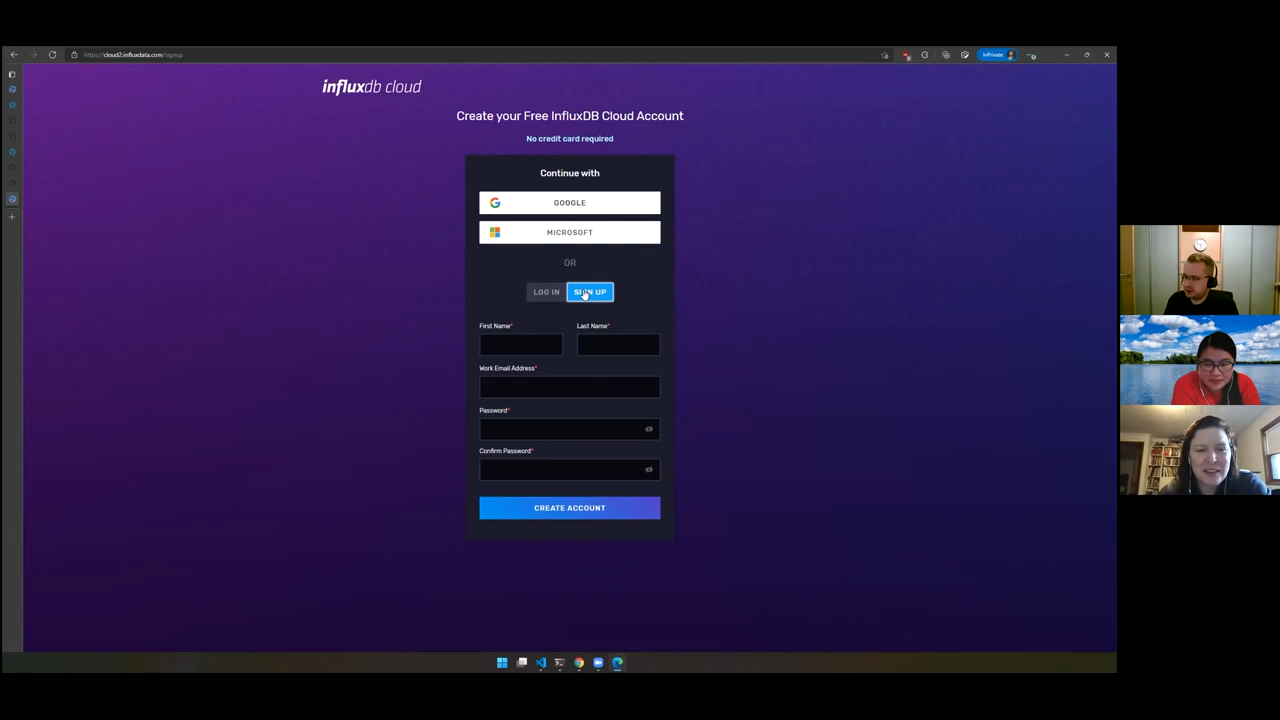 https://cloud2.influxdata.com/signup
InPrivate
influxdb cloud
Create your Free InfluxDB Cloud Account
No credit card required
Continue with
GOOGLE
MICROSOFT
OR
LOG IN
SIGN UP
First Name*
Last Name*
Work Email Address*
Password*
Confirm Password*
CREATE ACCOUNT